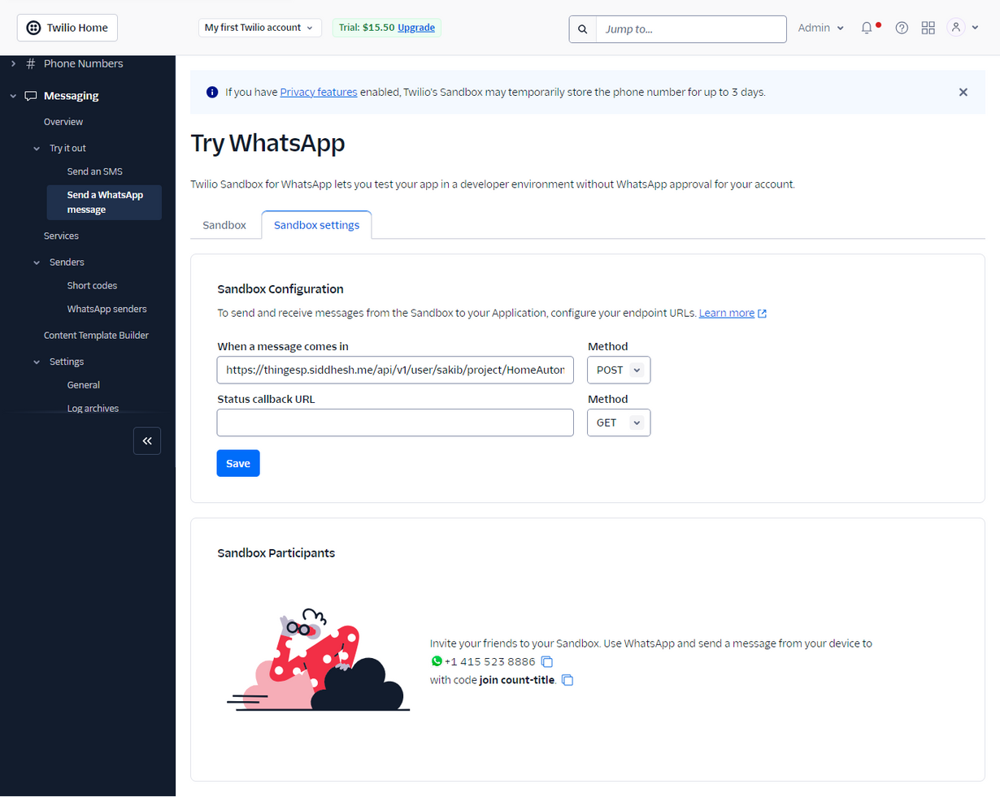 Twilio Home
My first Twilio account
Trial: $15.50 Upgrade
Jump to...
Admin
Phone Numbers
Messaging
Overview
Try it out
Send an SMS
Send a WhatsApp
message
Services
Senders
Short codes
WhatsApp senders
Content Template Builder
Settings
General
Log archives
If you have Privacy features enabled, Twilio's Sandbox may temporarily store the phone number for up to 3 days.
Try WhatsApp
Twilio Sandbox for WhatsApp lets you test your app in a developer environment without WhatsApp approval for your account.
Sandbox
Sandbox settings
Sandbox Configuration
To send and receive messages from the Sandbox to your Application, configure your endpoint URLs. Learn more
When a message comes in
Method
https://thingesp.siddhesh.me/api/v1/user/sakib/project/HomeAutom
POST
Status callback URL
Method
GET
Save
Sandbox Participants
Invite your friends to your Sandbox. Use WhatsApp and send a message from your device to
+1 415 523 8886
with code join count-title.